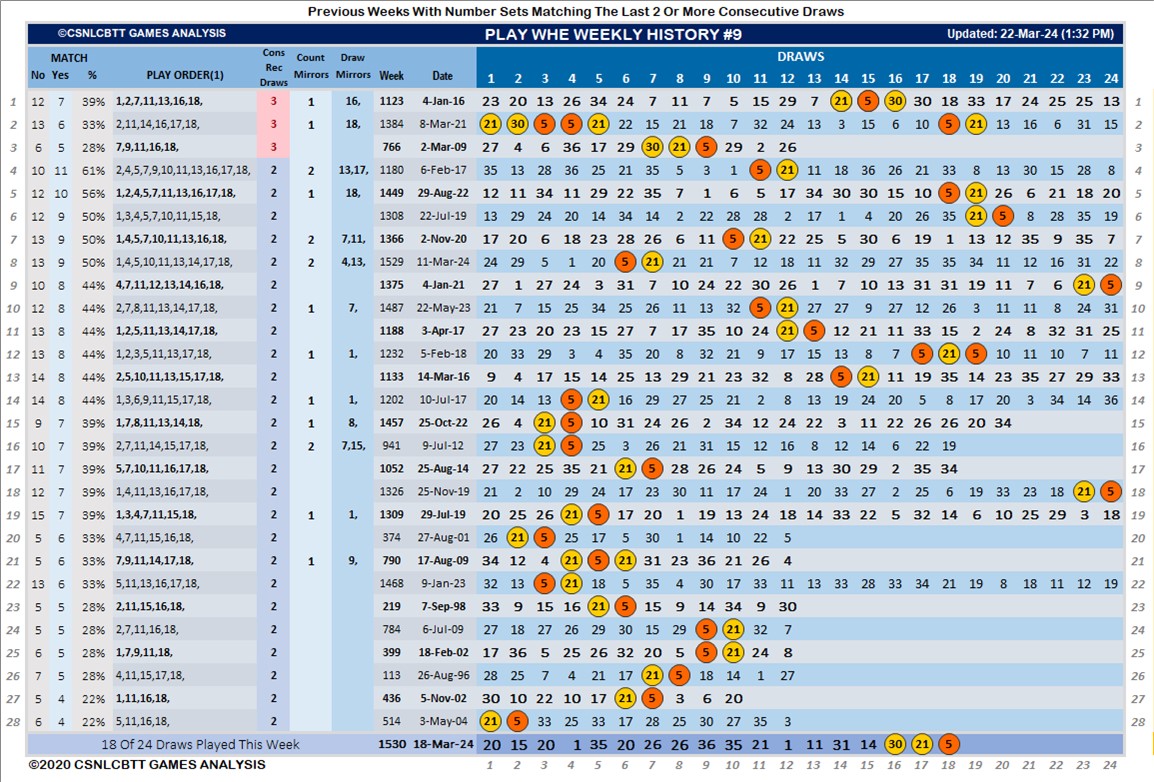 Previous Weeks With Number Sets Matching The Last 2 Or More Consecutive Draws
©CSNLCBTT GAMES ANALYSIS PLAY WHE WEEKLY HISTORY #9 Updated: 22-Mar-24 (1:32 PM)
MATCH Cons Rec Draws Count Mirrors Draw Mirrors DRAWS
No Yes % PLAY ORDER(1) Week Date 1 2 3 4 5 6 7 8 9 10 11 12 13 14 15 16 17 18 19 20 21 22 23 24
1 12 7 39% 1,2,7,11,13,16,18, 3 1 16, 1123 4-Jan-16 23 20 13 26 34 24 7 11 7 5 15 29 7 21 5 30 30 18 33 17 24 25 25 13 1
2 13 6 33% 2,11,14,16,17,18, 3 1 18, 1384 8-Mar-21 21 30 5 5 21 22 15 21 18 7 32 24 13 3 15 6 10 5 21 13 16 6 31 15 2
3 6 5 28% 7,9,11,16,18, 3 766 2-Mar-09 27 4 6 36 17 29 30 21 5 29 2 26 3
4 10 11 61% 2,4,5,7,9,10,11,13,16,17,18, 2 2 13,17, 1180 6-Feb-17 35 13 28 36 25 21 35 5 3 1 5 21 11 18 36 26 21 33 8 13 30 15 28 8 4
5 12 10 56% 1,2,4,5,7,11,13,16,17,18, 2 1 18, 1449 29-Aug-22 12 11 34 11 29 22 35 7 1 6 5 17 34 30 30 15 10 5 21 26 6 21 18 20 5
6 12 9 50% 1,3,4,5,7,10,11,15,18, 2 1308 22-Jul-19 13 29 24 20 14 34 14 2 22 28 28 2 17 1 4 20 26 35 21 5 8 28 35 19 6
7 13 9 50% 1,4,5,7,10,11,13,16,18, 2 2 7,11, 1366 2-Nov-20 17 20 6 18 23 28 26 6 11 5 21 22 25 5 30 6 19 1 13 12 35 9 35 7 7
8 13 9 50% 1,4,5,10,11,13,14,17,18, 2 2 4,13, 1529 11-Mar-24 24 29 5 1 20 5 21 21 21 7 12 18 11 32 29 27 35 35 34 11 12 16 31 22 8
9 10 8 44% 4,7,11,12,13,14,16,18, 2 1375 4-Jan-21 27 1 27 24 3 31 7 10 24 22 30 26 1 7 10 13 31 31 19 11 7 6 21 5 9
10 12 8 44% 2,7,8,11,13,14,17,18, 2 1 7, 1487 22-May-23 21 7 15 25 34 25 26 11 13 32 5 21 27 27 9 27 12 26 3 11 11 8 24 31 10
11 13 8 44% 1,2,5,11,13,14,17,18, 2 1188 3-Apr-17 27 23 20 23 15 27 7 17 35 10 24 21 5 12 21 11 33 15 2 24 8 32 31 25 11
12 13 8 44% 1,2,3,5,11,13,17,18, 2 1 1, 1232 5-Feb-18 20 33 29 3 4 35 20 8 32 21 9 17 15 13 8 7 5 21 5 10 11 10 7 11 12
13 14 8 44% 2,5,10,11,13,15,17,18, 2 1133 14-Mar-16 9 4 17 15 14 25 13 29 21 23 32 8 28 5 21 11 19 35 14 23 35 27 29 33 13
14 14 8 44% 1,3,6,9,11,15,17,18, 2 1 1, 1202 10-Jul-17 20 14 13 5 21 16 29 27 25 21 2 8 13 19 24 20 5 8 17 20 3 34 14 36 14
15 9 7 39% 1,7,8,11,13,14,18, 2 1 8, 1457 25-Oct-22 26 4 21 5 10 31 24 26 2 34 12 24 22 3 11 22 26 26 20 34 15
16 10 7 39% 2,7,11,14,15,17,18, 2 2 7,15, 941 9-Jul-12 27 23 21 5 25 3 26 21 31 15 12 16 8 12 14 6 22 19 16
17 11 7 39% 5,7,10,11,16,17,18, 2 1052 25-Aug-14 27 22 25 35 21 21 5 28 26 24 5 9 13 30 29 2 35 34 17
18 12 7 39% 1,4,11,13,16,17,18, 2 1326 25-Nov-19 21 2 10 29 24 17 23 30 11 17 24 1 20 33 27 2 25 6 19 33 23 18 21 5 18
19 15 7 39% 1,3,4,7,11,15,18, 2 1 1, 1309 29-Jul-19 20 25 26 21 5 17 20 1 19 13 24 18 14 33 22 5 32 14 6 10 25 29 3 18 19
20 5 6 33% 4,7,11,15,16,18, 2 374 27-Aug-01 26 21 5 25 17 5 30 1 14 10 22 5 20
21 5 6 33% 7,9,11,14,17,18, 2 1 9, 790 17-Aug-09 34 12 4 21 5 21 31 23 36 21 26 4 21
22 13 6 33% 5,11,13,16,17,18, 2 1468 9-Jan-23 32 13 5 21 18 5 35 4 30 17 33 11 13 33 28 33 34 21 19 8 18 11 12 19 22
23 5 5 28% 2,11,15,16,18, 2 219 7-Sep-98 33 9 15 16 21 5 15 9 14 34 9 30 23
24 5 5 28% 2,7,11,16,18, 2 784 6-Jul-09 27 18 27 26 29 30 15 29 5 21 32 7 24
25 6 5 28% 1,7,9,11,18, 2 399 18-Feb-02 17 36 5 25 26 32 20 5 5 21 24 8 25
26 7 5 28% 4,11,15,17,18, 2 113 26-Aug-96 28 25 7 4 21 17 21 5 18 14 1 27 26
27 5 4 22% 1,11,16,18, 2 436 5-Nov-02 30 10 22 10 17 21 5 3 6 20 27
28 6 4 22% 5,11,16,18, 2 514 3-May-04 21 5 33 25 33 17 28 25 30 27 35 3 28
18 Of 24 Draws Played This Week 1530 18-Mar-24 20 15 20 1 35 20 26 26 36 35 21 1 11 31 14 30 21 5
©2020 CSNLCBTT GAMES ANALYSIS 1 2 3 4 5 6 7 8 9 10 11 12 13 14 15 16 17 18 19 20 21 22 23 24